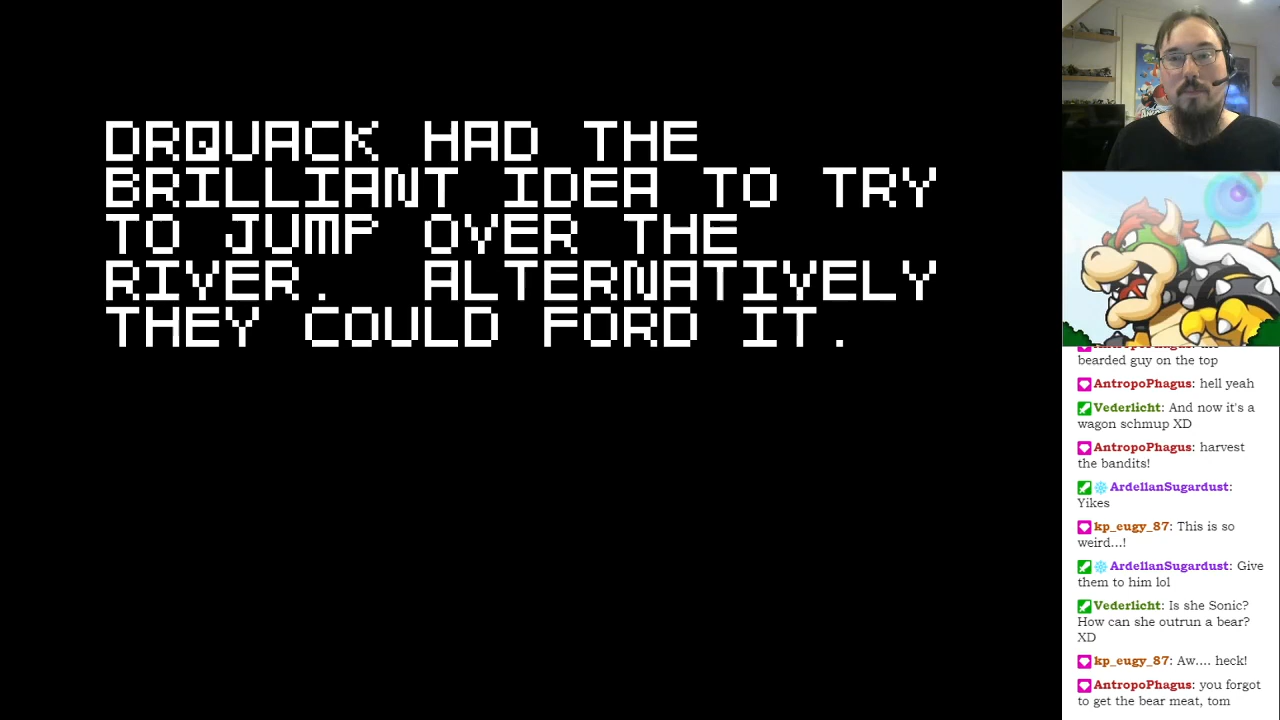 DRQUACK HAD THE
BRILLIANT IDEA TO TRY
TO JUMP OVER THE
RIVER.  ALTERNATIVELY
THEY COULD FORD IT.
bearded guy on the top
AntropoPhagus: hell yeah
Vederlicht: And now it's a
wagon schmup XD
AntropoPhagus: harvest
the bandits!
ArdellanSugardust:
Yikes
kp_eugy_87: This is so
weird...!
ArdellanSugardust: Give
them to him lol
Vederlicht: Is she Sonic?
How can she outrun a bear?
XD
kp_eugy_87: Aw.... heck!
AntropoPhagus: you forgot
to get the bear meat, tom